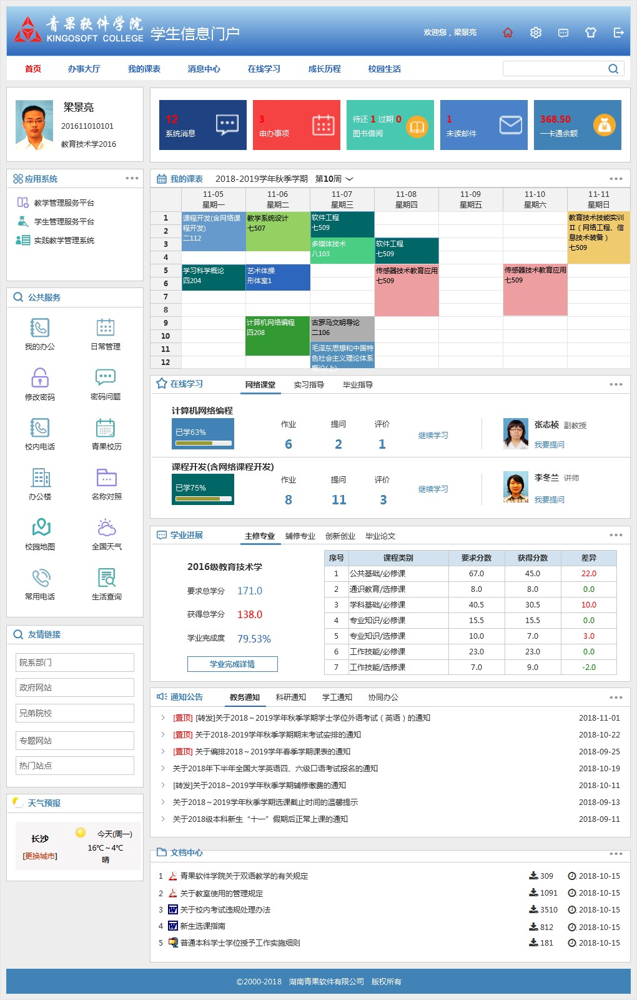 青果软件学院
KINGOSOFT COLLEGE
学生信息门户
欢迎您，梁景亮
首页 办事大厅 我的课表 消息中心 在线学习 成长历程 校园生活
梁景亮
201611010101
教育技术学2016
12
系统消息
3
申办事项
待还 1 过期 0
图书借阅
1
未读邮件
368.50
一卡通余额
应用系统
教学管理服务平台
学生管理服务平台
实践教学管理系统
公共服务
我的办公 日常管理
修改密码 密码问题
校内电话 青果校历
办公楼 名称对照
校园地图 全国天气
常用电话 生活查询
友情链接
院系部门
政府网站
兄弟院校
专题网站
热门站点
天气预报
长沙
[更换城市]
今天(周一)
16℃~4℃
晴
我的课表 2018-2019学年秋季学期 第10周
11-05 11-06 11-07 11-08 11-09 11-10 11-11
星期一 星期二 星期三 星期四 星期五 星期六 星期日
1
2
3
4
5
6
7
8
9
10
11
12
课程开发(含网络课
程开发)
二112
教学系统设计
七507
软件工程
七509
多媒体技术
八103
软件工程
七509
教育技术技能实训
II（网络工程、信
息技术装备）
七509
学习科学概论
四204
艺术体操
形体室1
传感器技术教育应用
七509
传感器技术教育应用
七509
计算机网络编程
四208
古罗马文明导论
二106
毛泽东思想和中国特
色社会主义理论体系
概论(上)
在线学习 网络课堂 实习指导 毕业指导
计算机网络编程
已学63%
作业 提问 评价
6 2 1
继续学习
张志祯 副教授
我要提问
课程开发(含网络课程开发)
已学75%
作业 提问 评价
8 11 3
继续学习
李冬兰 讲师
我要提问
学业进展 主修专业 辅修专业 创新创业 毕业论文
2016级教育技术学
要求总学分 171.0
获得总学分 138.0
学业完成度 79.53%
学业完成详情
序号 课程类别 要求分数 获得分数 差异
1 公共基础/必修课 67.0 45.0 22.0
2 通识教育/选修课 8.0 8.0 0.0
3 学科基础/必修课 40.5 30.5 10.0
4 专业知识/必修课 15.5 15.5 0.0
5 专业知识/选修课 10.0 7.0 3.0
6 工作技能/必修课 23.0 23.0 0.0
7 工作技能/选修课 7.0 9.0 -2.0
通知公告 教务通知 科研通知 学工通知 协同办公
[置顶] [转发]关于2018～2019学年秋季学期学士学位外语考试（英语）的通知 2018-11-01
[置顶] 关于2018-2019学年秋季学期期末考试安排的通知 2018-10-22
[置顶] 关于编排2018～2019学年春季学期课表的通知 2018-09-25
关于2018年下半年全国大学英语四、六级口语考试报名的通知 2018-10-19
[转发]关于2018~2019学年秋季学期辅修缴费的通知 2018-10-11
关于2018～2019学年秋季学期选课截止时间的温馨提示 2018-09-13
关于2018级本科新生“十一”假期后正常上课的通知 2018-09-11
文档中心
1 青果软件学院关于双语教学的有关规定 309 2018-10-15
2 关于教室使用的管理规定 1091 2018-10-15
3 关于校内考试违规处理办法 3510 2018-10-15
4 新生选课指南 812 2018-10-15
5 普通本科学士学位授予工作实施细则 181 2018-10-15
©2000-2018 湖南青果软件有限公司 版权所有